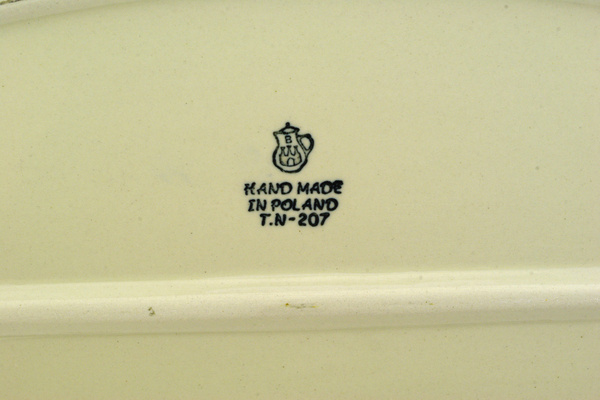 B
HAND MADE
IN POLAND
T.N-207